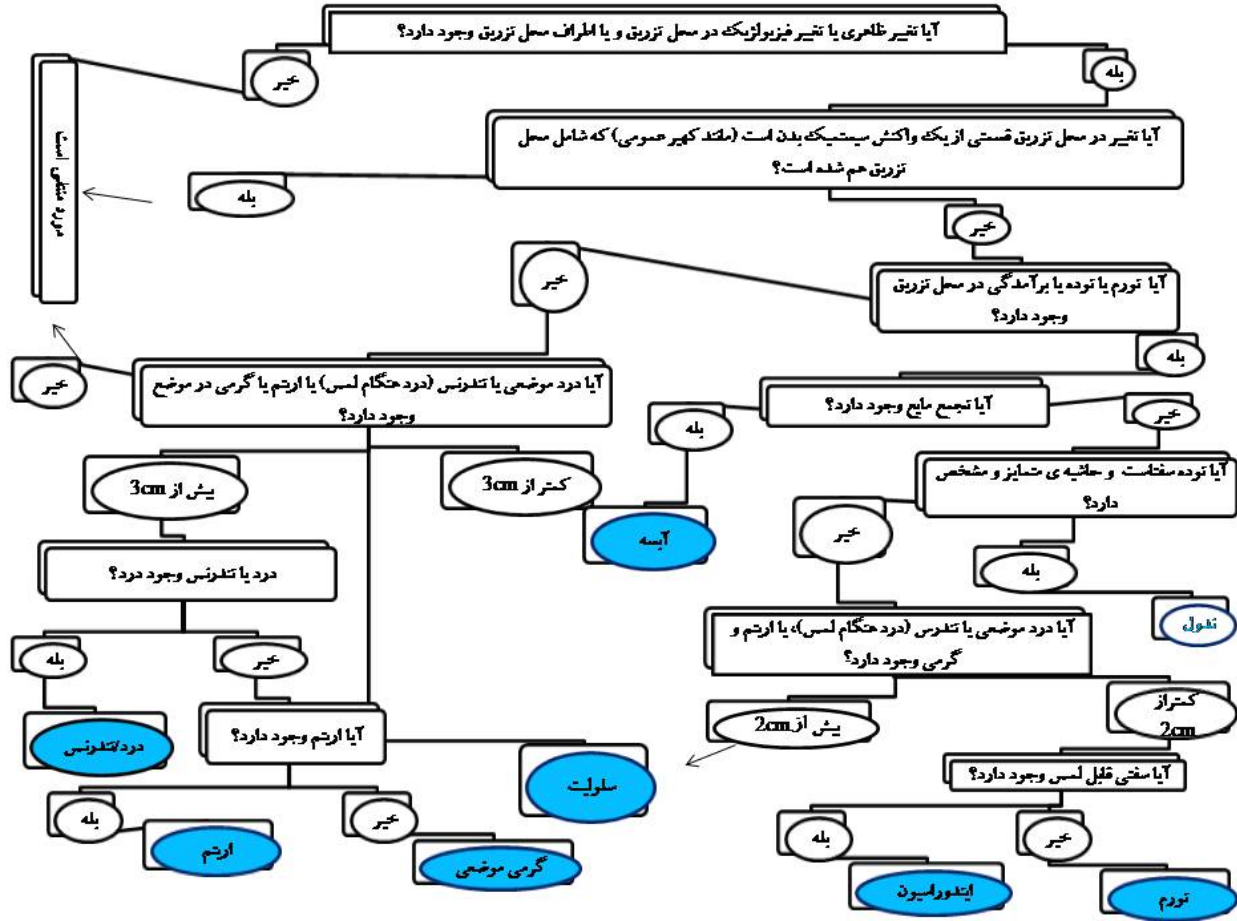 آیا تغییر ظاهری یا تغییر فیزیولژیک در محل تزریق و یا اطراف محل تزریق وجود دارد؟
بله
خیر
مورد منتفی است
آیا تغییر در محل تزریق قسمتی از یک واکنش سیستمیک بدن است (مانند کهیر عمومی) که شامل محل
تزریق هم شده است؟
بله
خیر
آیا تورم یا توده یا برآمدگی در محل تزریق
وجود دارد؟
خیر
بله
آیا درد موضعی یا تندرنس (درد هنگام لمس) یا اریتم یا گرمی در موضع
وجود دارد؟
خیر
آیا تجمع مایع وجود دارد؟
بله
خیر
آیا توده سفتاست و حاشیه ی متمایز و مشخص
دارد؟
بیش از 3cm
کمتر از 3cm
آبسه
خیر
بله
درد یا تندرنس وجود درد؟
ندول
آیا درد موضعی یا تندرس (درد هنگام لمس)، یا اریتم و
گرمی وجود دارد؟
بله
خیر
بیش از 2cm
کمتراز
2cm
درد/تندرنس
آیا اریتم وجود دارد؟
سلولیت
آیا سفتی قابل لمس وجود دارد؟
بله
خیر
بله
خیر
اریتم
گرمی موضعی
ایندوراسیون
تورم